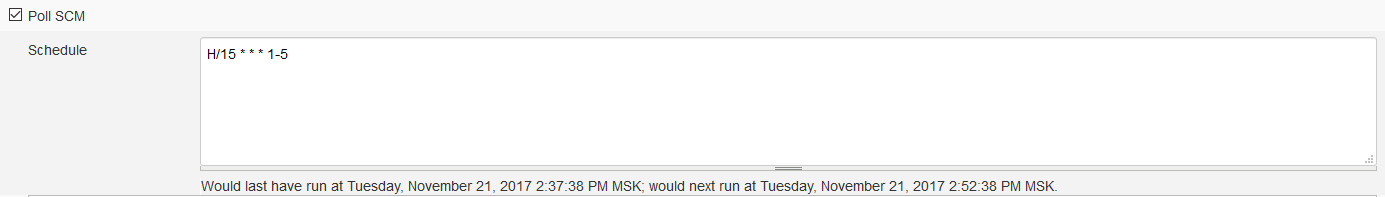 Poll SCM
Schedule
H/15 * * * 1-5
Would last have run at Tuesday, November 21, 2017 2:37:38 PM MSK; would next run at Tuesday, November 21, 2017 2:52:38 PM MSK.